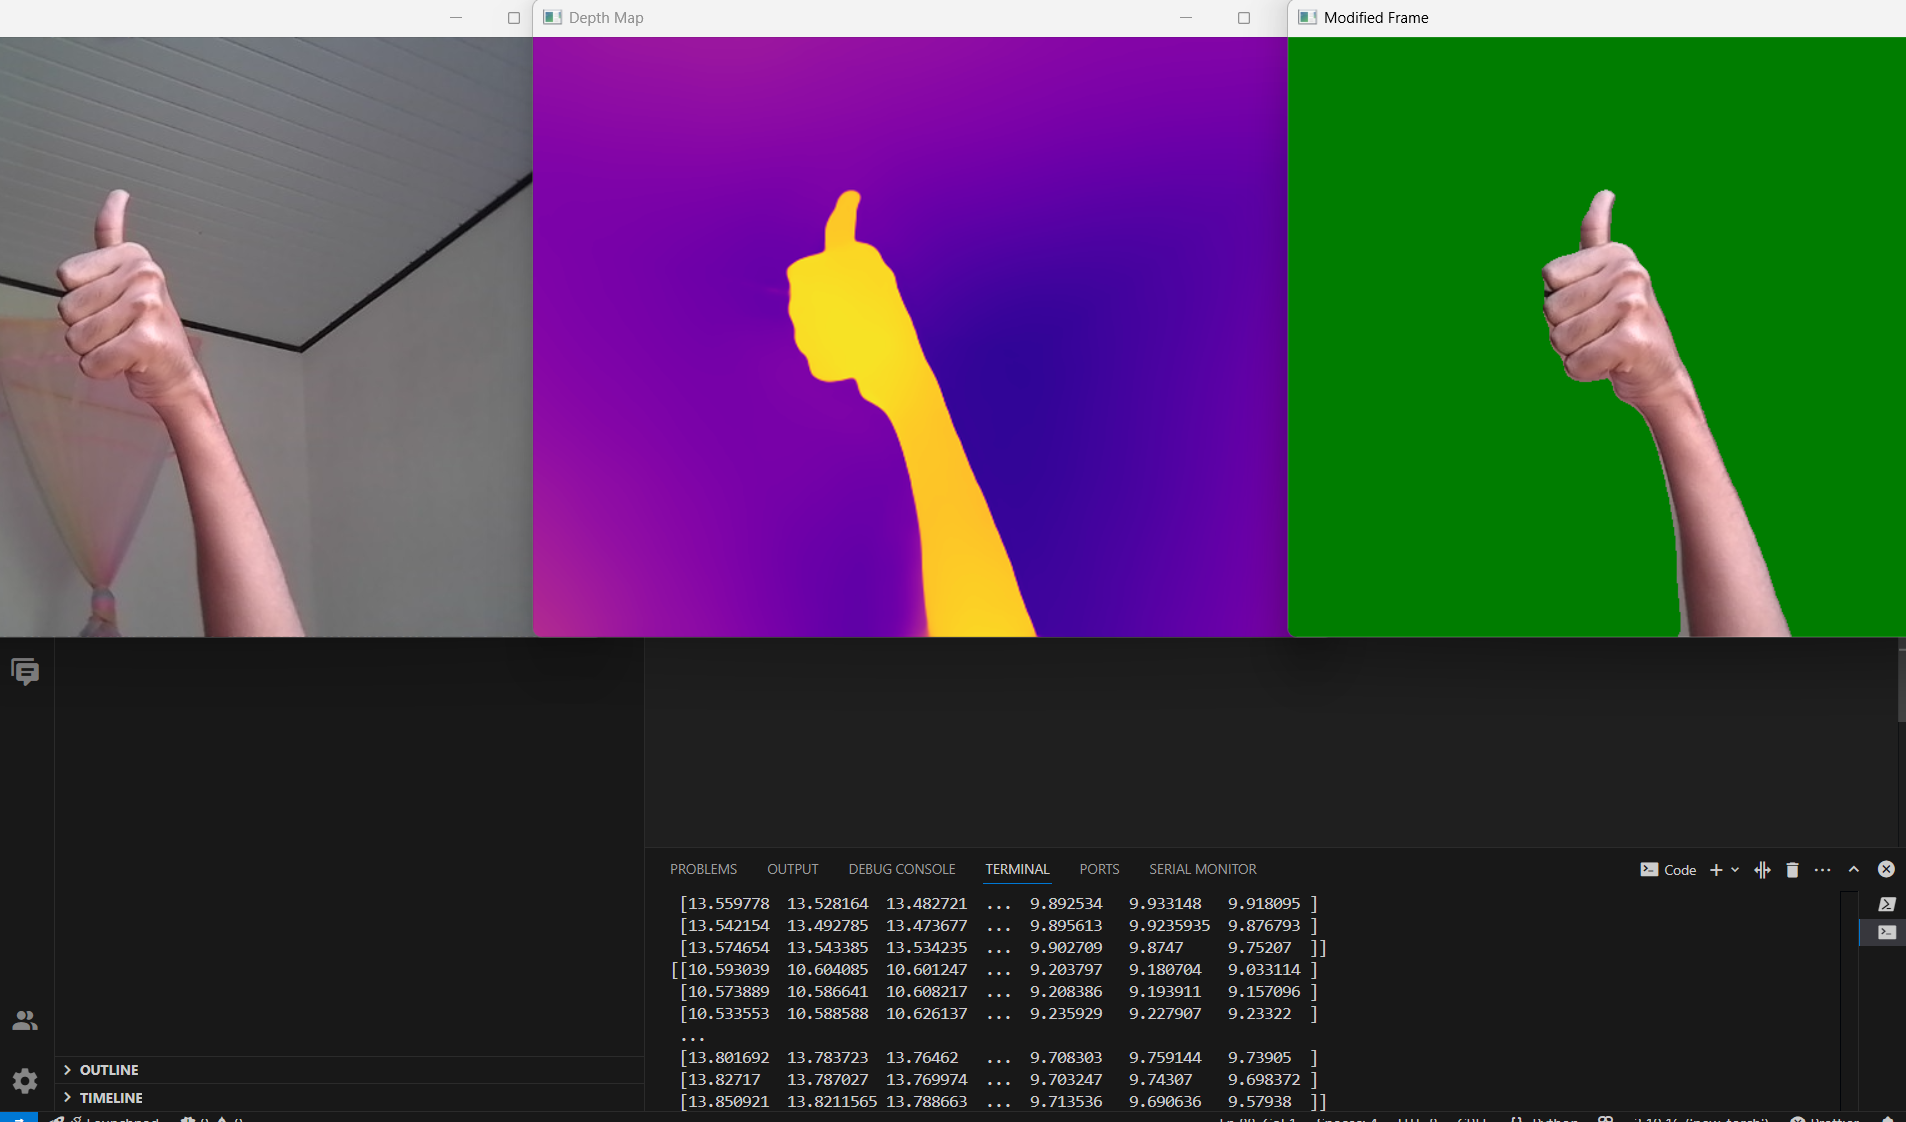 Depth Map
Modified Frame
PROBLEMS OUTPUT DEBUG CONSOLE TERMINAL PORTS SERIAL MONITOR
Code
[13.559778 13.528164 13.482721 ... 9.892534 9.933148 9.918095 ]
[13.542154 13.492785 13.473677 ... 9.895613 9.9235935 9.876793 ]
[13.574654 13.543385 13.534235 ... 9.902709 9.8747 9.75207 ]]
[[10.593039 10.604085 10.601247 ... 9.203797 9.180704 9.033114 ]
[10.573889 10.586641 10.608217 ... 9.208386 9.193911 9.157096 ]
[10.533553 10.588588 10.626137 ... 9.235929 9.227907 9.23322 ]
...
[13.801692 13.783723 13.76462 ... 9.708303 9.759144 9.73905 ]
[13.82717 13.787027 13.769974 ... 9.703247 9.74307 9.698372 ]
[13.850921 13.8211565 13.788663 ... 9.713536 9.690636 9.57938 ]]
OUTLINE
TIMELINE